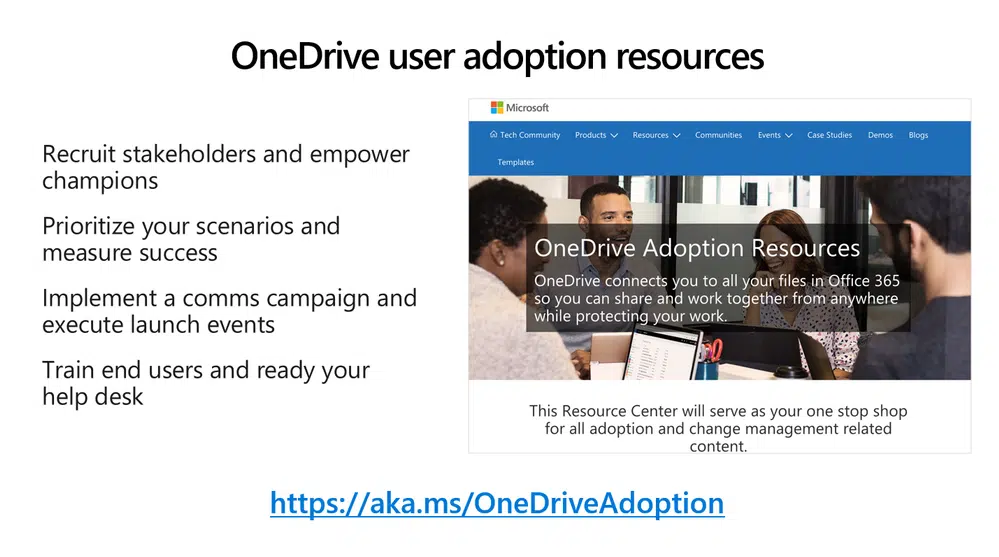 OneDrive user adoption resources
Recruit stakeholders and empower
champions
Prioritize your scenarios and
measure success
Implement a comms campaign and
execute launch events
Train end users and ready your
help desk
Microsoft
Tech Community Products Resources Communities Events Case Studies Demos Blogs
Templates
OneDrive Adoption Resources
OneDrive connects you to all your files in Office 365
so you can share and work together from anywhere
while protecting your work.
This Resource Center will serve as your one stop shop
for all adoption and change management related
content.
https://aka.ms/OneDriveAdoption